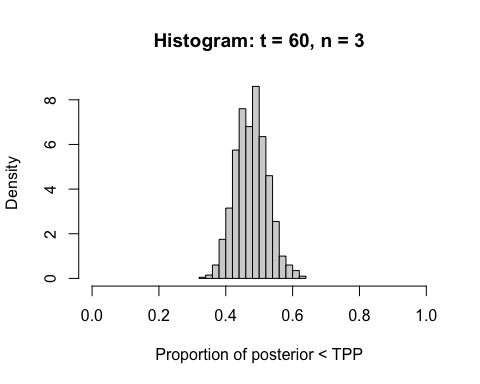 Histogram: t = 60, n = 3
Density
8
6
4
2
0
0.0 0.2 0.4 0.6 0.8 1.0
Proportion of posterior < TPP